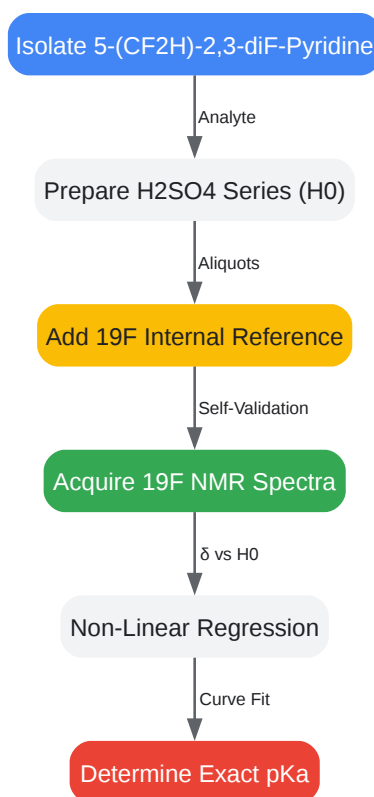 Isolate 5-(CF2H)-2,3-diF-Pyridine
Analyte
Prepare H2SO4 Series (H0)
Aliquots
Add 19F Internal Reference
Self-Validation
Acquire 19F NMR Spectra
δ vs H0
Non-Linear Regression
Curve Fit
Determine Exact pKa